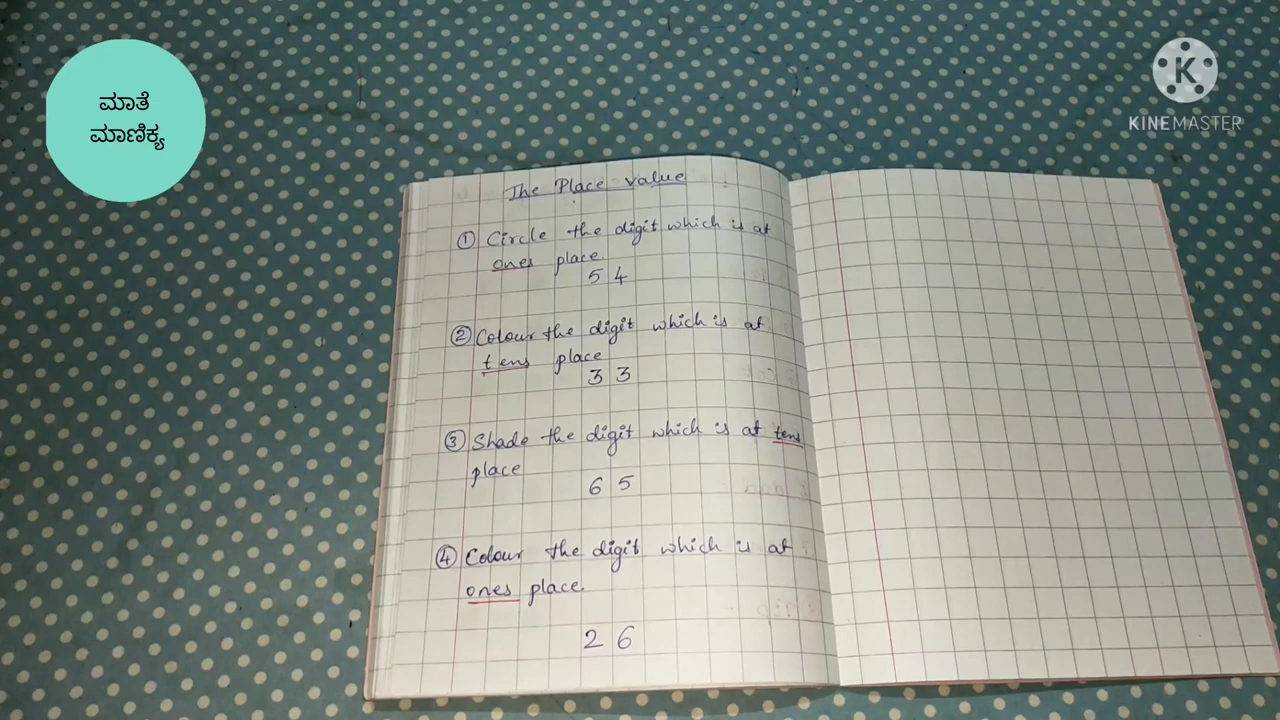 ಮಾತೆ
ಮಾಣಿಕ್ಯ
KINEMASTER
The Place value
① Circle the digit which is at
ones place.
5 4
② Colour the digit which is at
tens place
3 3
③ Shade the digit which is at tens
place
6 5
④ Colour the digit which is at
ones place.
2 6